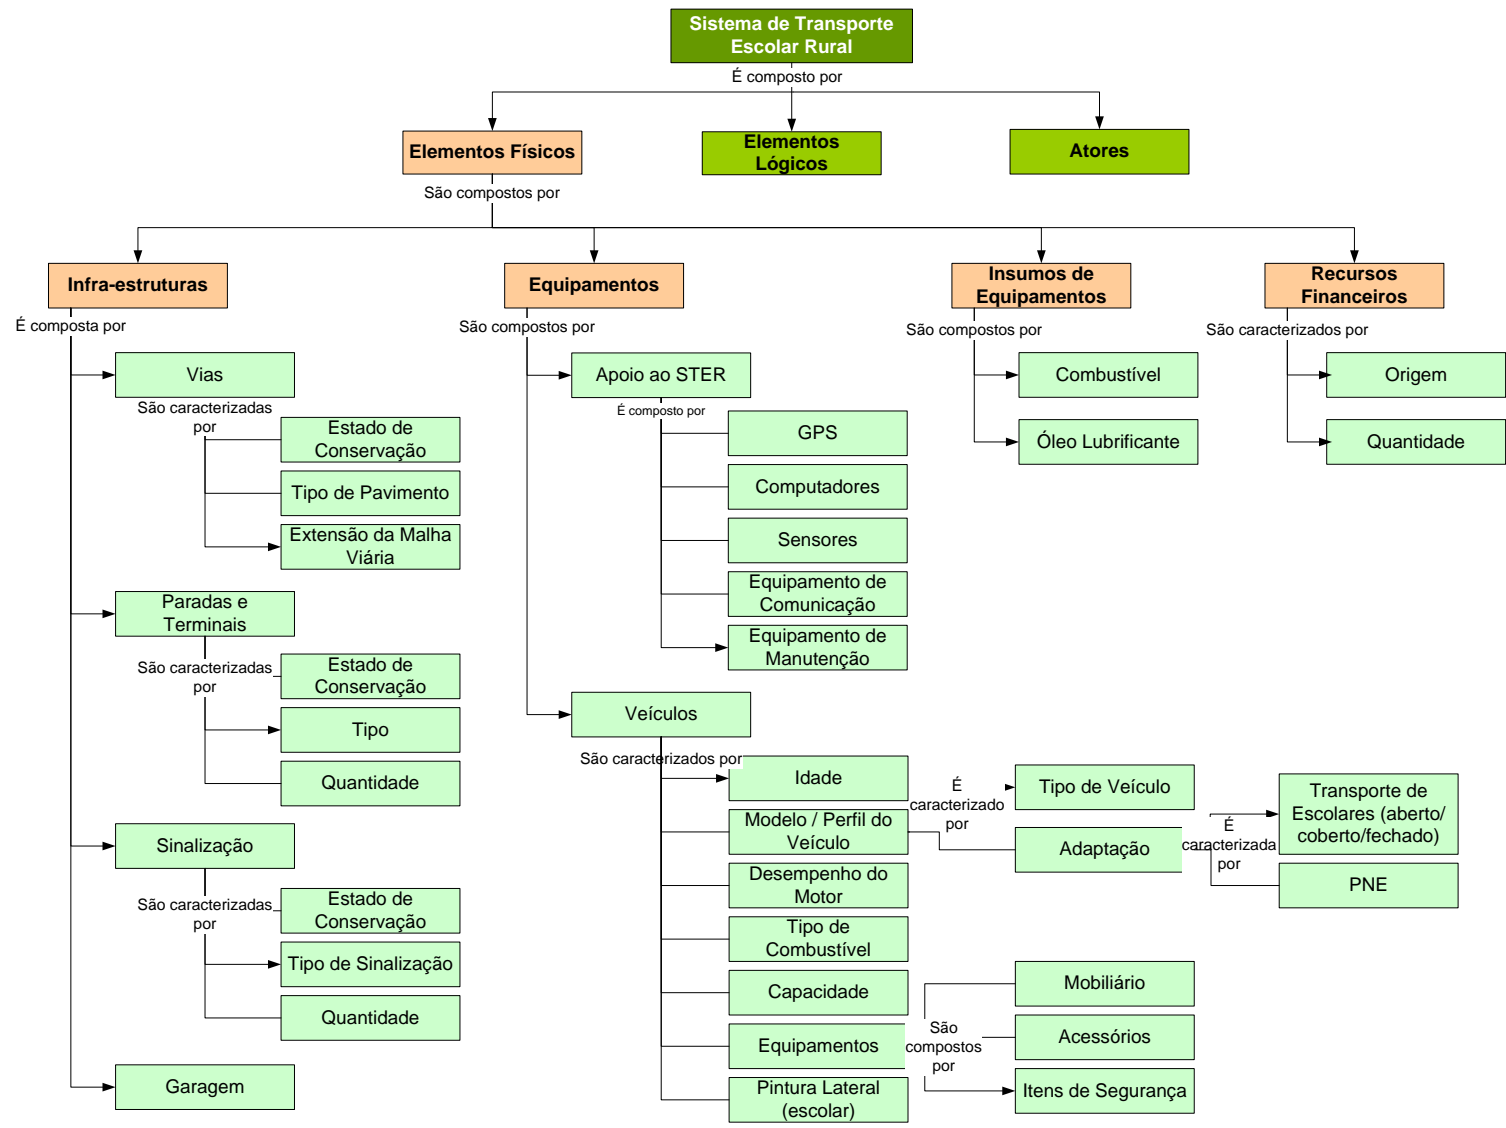 Sistema de Transporte
Escolar Rural
É composto por
Elementos Físicos
Elementos
Lógicos
Atores
São compostos por
Infra-estruturas
Equipamentos
Insumos de
Equipamentos
Recursos
Financeiros
É composta por
São compostos por
São compostos por
São caracterizados por
Vias
São caracterizadas
por
Estado de
Conservação
Tipo de Pavimento
Extensão da Malha
Viária
Paradas e
Terminais
São caracterizadas
por
Estado de
Conservação
Tipo
Quantidade
Sinalização
São caracterizadas
por
Estado de
Conservação
Tipo de Sinalização
Quantidade
Garagem
Apoio ao STER
É composto por
GPS
Computadores
Sensores
Equipamento de
Comunicação
Equipamento de
Manutenção
Veículos
São caracterizados por
Idade
Modelo / Perfil do
Veículo
É
caracterizado
por
Tipo de Veículo
Adaptação
É
caracterizada
por
Transporte de
Escolares (aberto/
coberto/fechado)
PNE
Desempenho do
Motor
Tipo de
Combustível
Capacidade
Equipamentos
São
compostos
por
Mobiliário
Acessórios
Itens de Segurança
Pintura Lateral
(escolar)
Combustível
Óleo Lubrificante
Origem
Quantidade